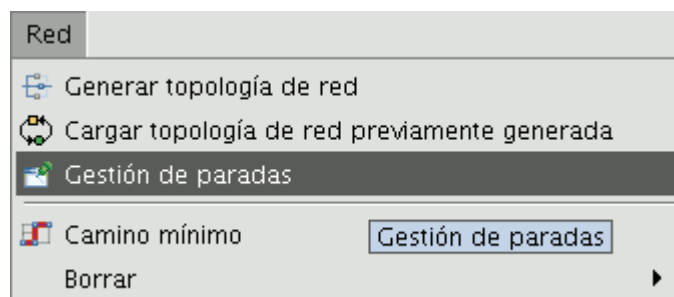 Red
Generar topología de red
Cargar topología de red previamente generada
Gestión de paradas
Camino mínimo
Gestión de paradas
Borrar